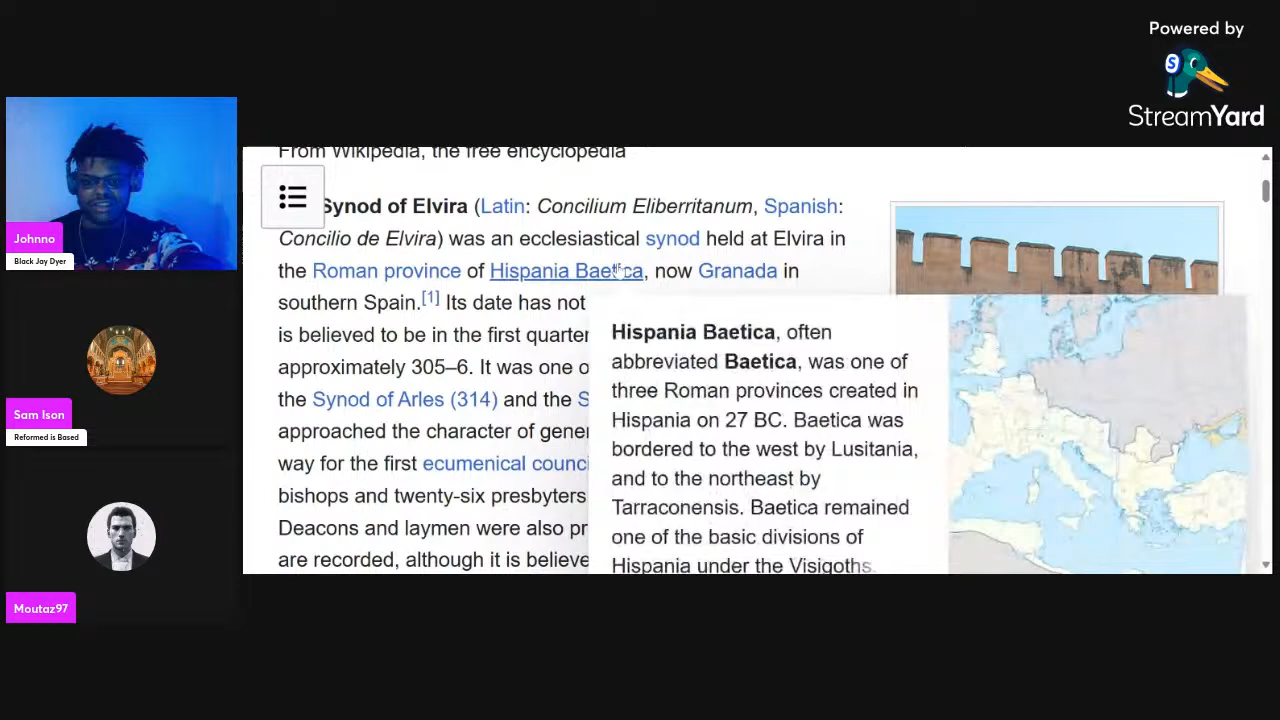 Powered by
S
StreamYard
Johnno
Black Jay Dyer
Sam Ison
Reformed is Based
Moutaz97
From Wikipedia, the free encyclopedia
Synod of Elvira (Latin: Concilium Eliberritanum, Spanish:
Concilio de Elvira) was an ecclesiastical synod held at Elvira in
the Roman province of Hispania Baetica, now Granada in
southern Spain.[1] Its date has not
is believed to be in the first quarter
approximately 305–6. It was one o
the Synod of Arles (314) and the S
approached the character of gener
way for the first ecumenical counci
bishops and twenty-six presbyters
Deacons and laymen were also pr
are recorded, although it is believe
Hispania Baetica, often
abbreviated Baetica, was one of
three Roman provinces created in
Hispania on 27 BC. Baetica was
bordered to the west by Lusitania,
and to the northeast by
Tarraconensis. Baetica remained
one of the basic divisions of
Hispania under the Visigoths.